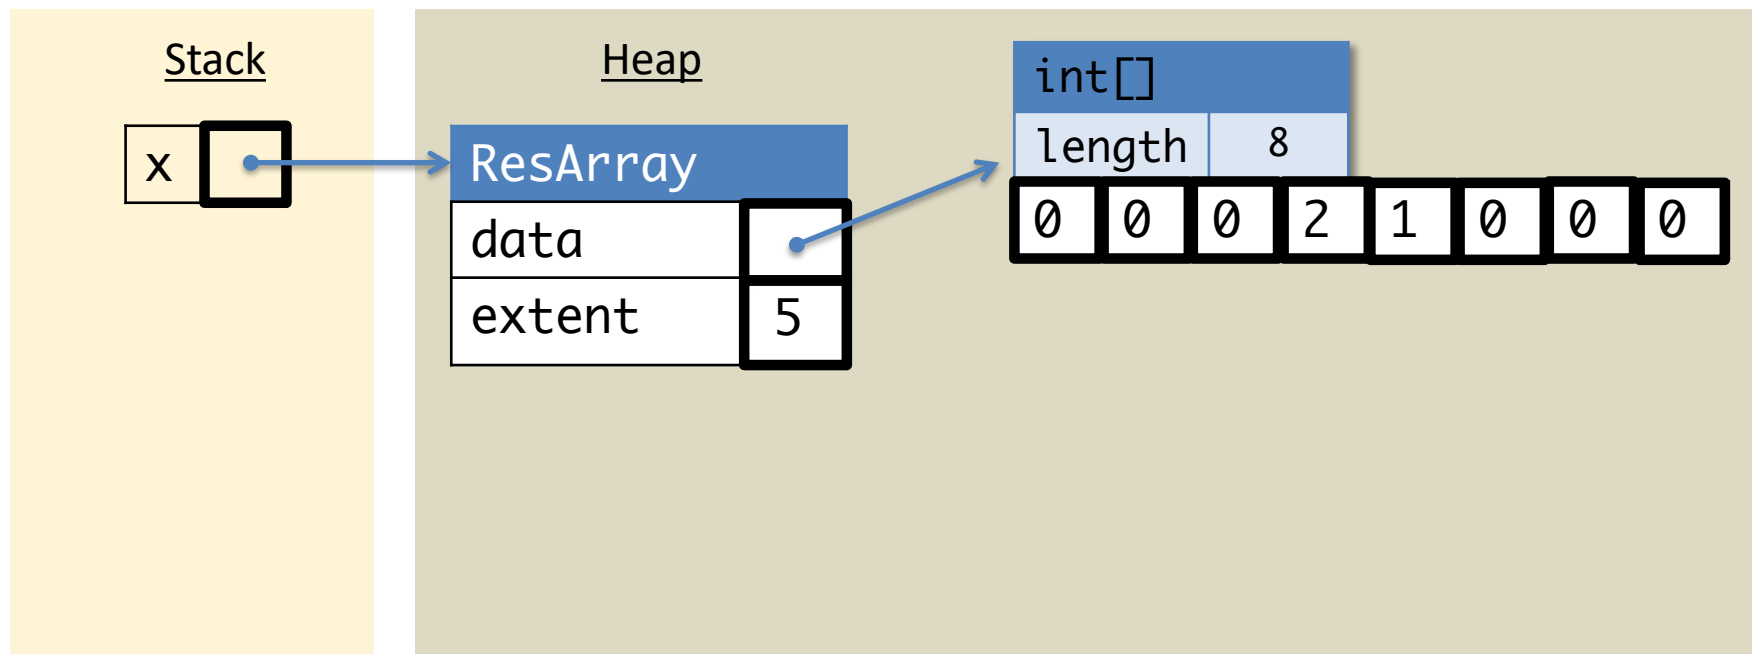 Stack
Heap
x
ResArray
data
extent 5
int[]
length 8
0 0 0 2 1 0 0 0